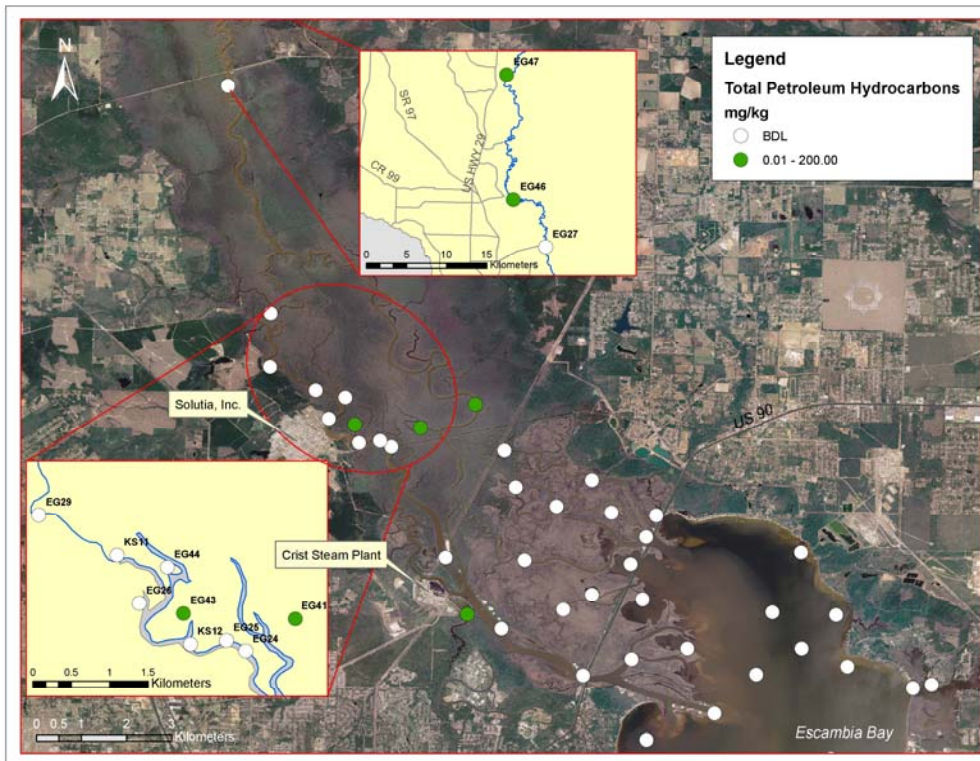 N
EG47
SR 97
US HWY 29
CR 99
EG46
EG27
0 5 10 15
Kilometers
Legend
Total Petroleum Hydrocarbons
mg/kg
BDL
0.01 - 200.00
Solutia, Inc.
US 90
EG29
KS11
EG44
EG26
EG43
EG41
KS12
EG25
EG24
0 0.5 1 1.5
Kilometers
Crist Steam Plant
0 0.5 1 2 3
Kilometers
Escambia Bay